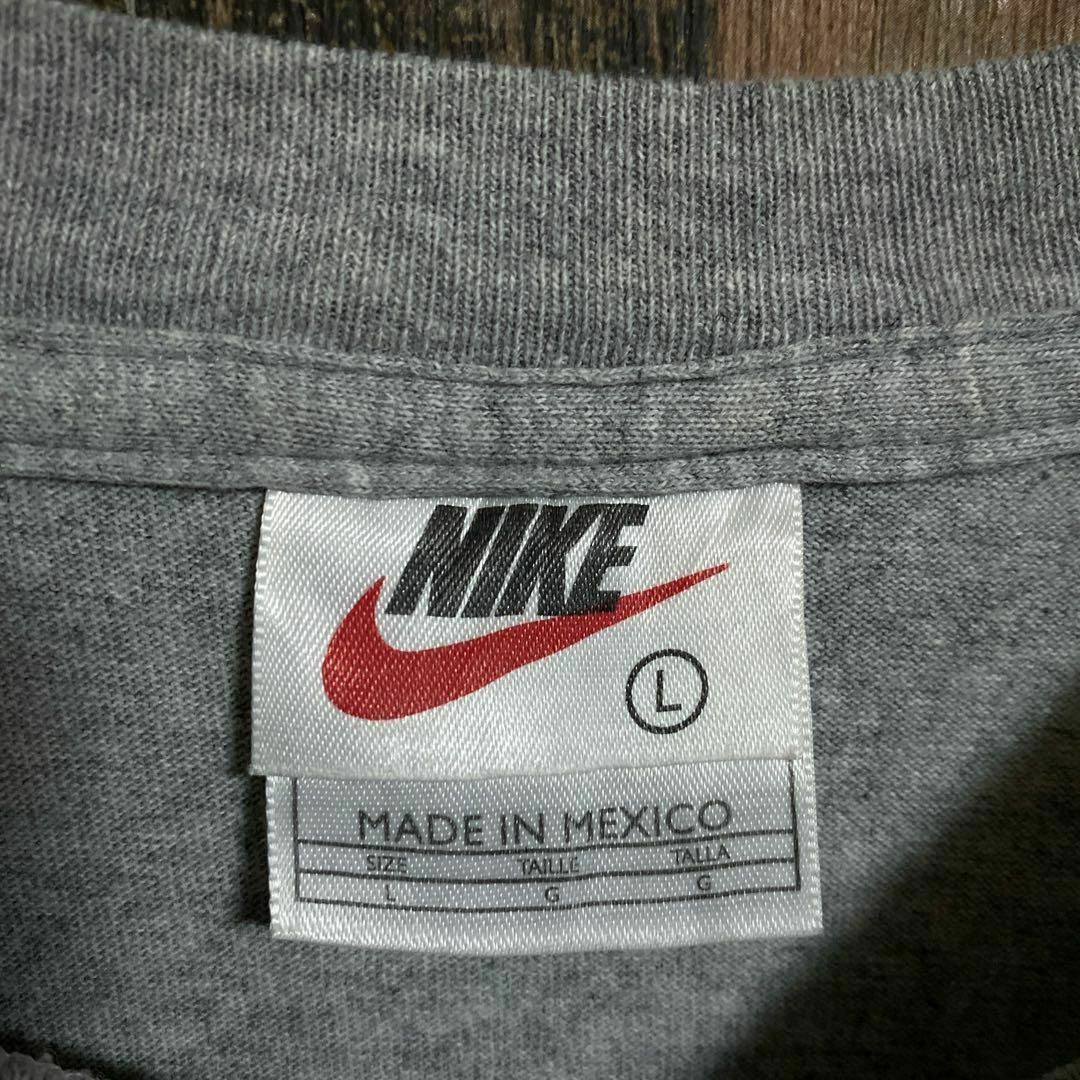 NIKE
L
MADE IN MEXICO
SIZE TAILLE TALLA
L G G